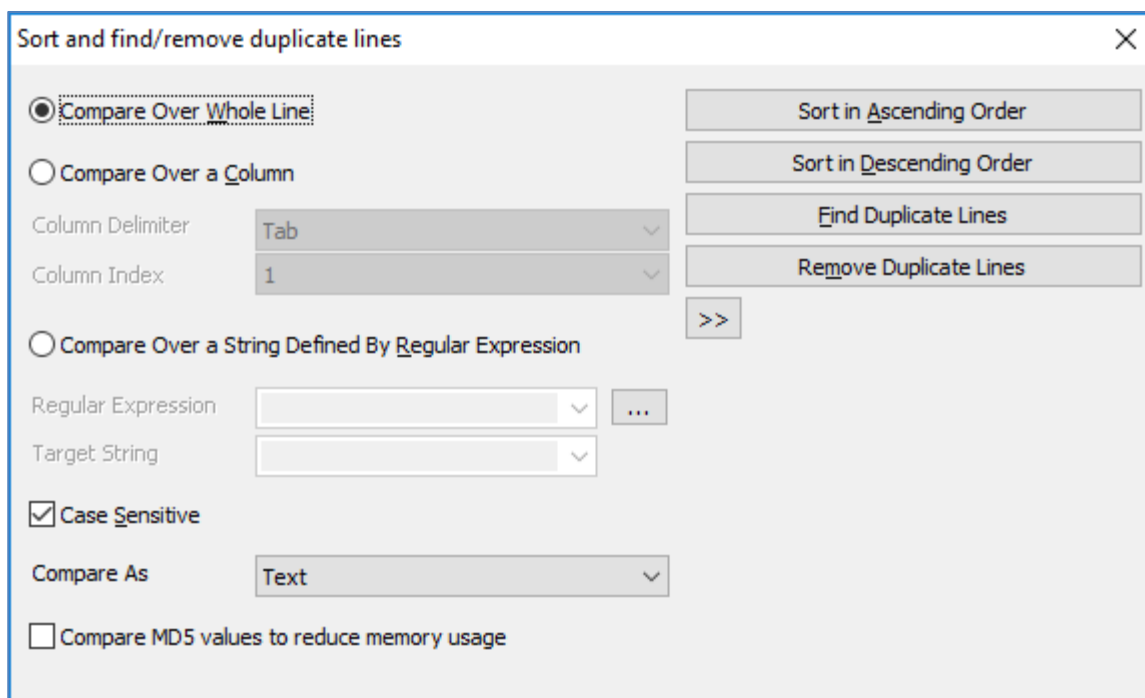 Sort and find/remove duplicate lines
Compare Over Whole Line
Compare Over a Column
Column Delimiter
Tab
Column Index
1
Compare Over a String Defined By Regular Expression
Regular Expression
...
Target String
Case Sensitive
Compare As
Text
Compare MD5 values to reduce memory usage
Sort in Ascending Order
Sort in Descending Order
Find Duplicate Lines
Remove Duplicate Lines
>>